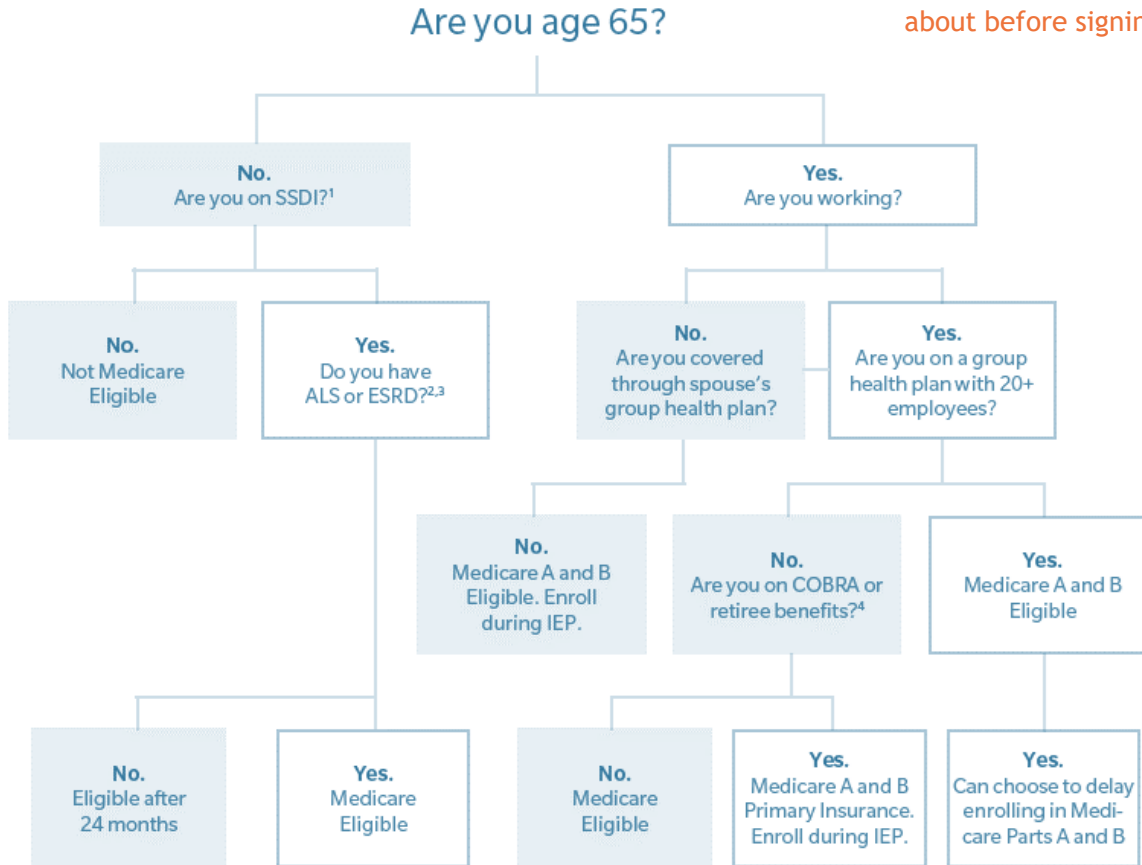 Are you age 65?
about before signin
No.
Are you on SSDI?¹
Yes.
Are you working?
No.
Not Medicare
Eligible
Yes.
Do you have
ALS or ESRD?²,³
No.
Are you covered
through spouse's
group health plan?
Yes.
Are you on a group
health plan with 20+
employees?
No.
Medicare A and B
Eligible. Enroll
during IEP.
No.
Are you on COBRA or
retiree benefits?⁴
Yes.
Medicare A and B
Eligible
No.
Eligible after
24 months
Yes.
Medicare
Eligible
No.
Medicare
Eligible
Yes.
Medicare A and B
Primary Insurance.
Enroll during IEP.
Yes.
Can choose to delay
enrolling in Medi-
care Parts A and B